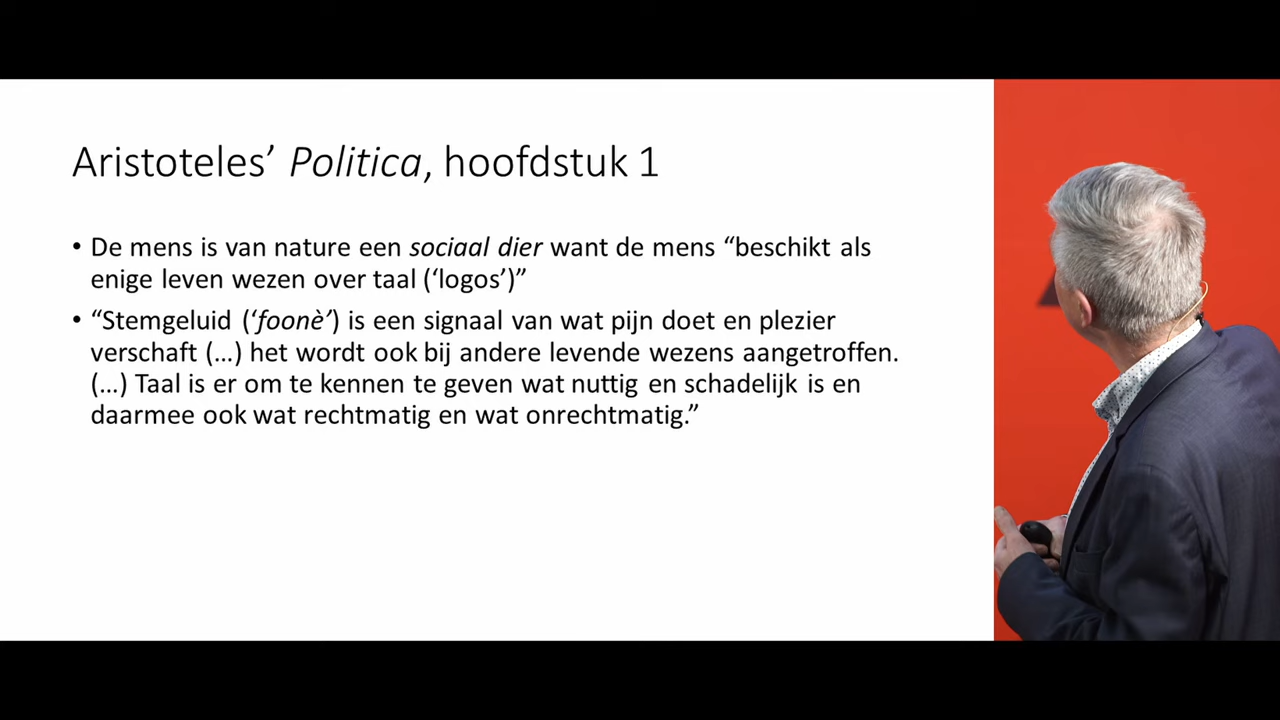 Aristoteles’ Politica, hoofdstuk 1
• De mens is van nature een sociaal dier want de mens “beschikt als
enige leven wezen over taal (‘logos’)”
• “Stemgeluid (‘foonè’) is een signaal van wat pijn doet en plezier
verschaft (...) het wordt ook bij andere levende wezens aangetroffen.
(...) Taal is er om te kennen te geven wat nuttig en schadelijk is en
daarmee ook wat rechtmatig en wat onrechtmatig.”